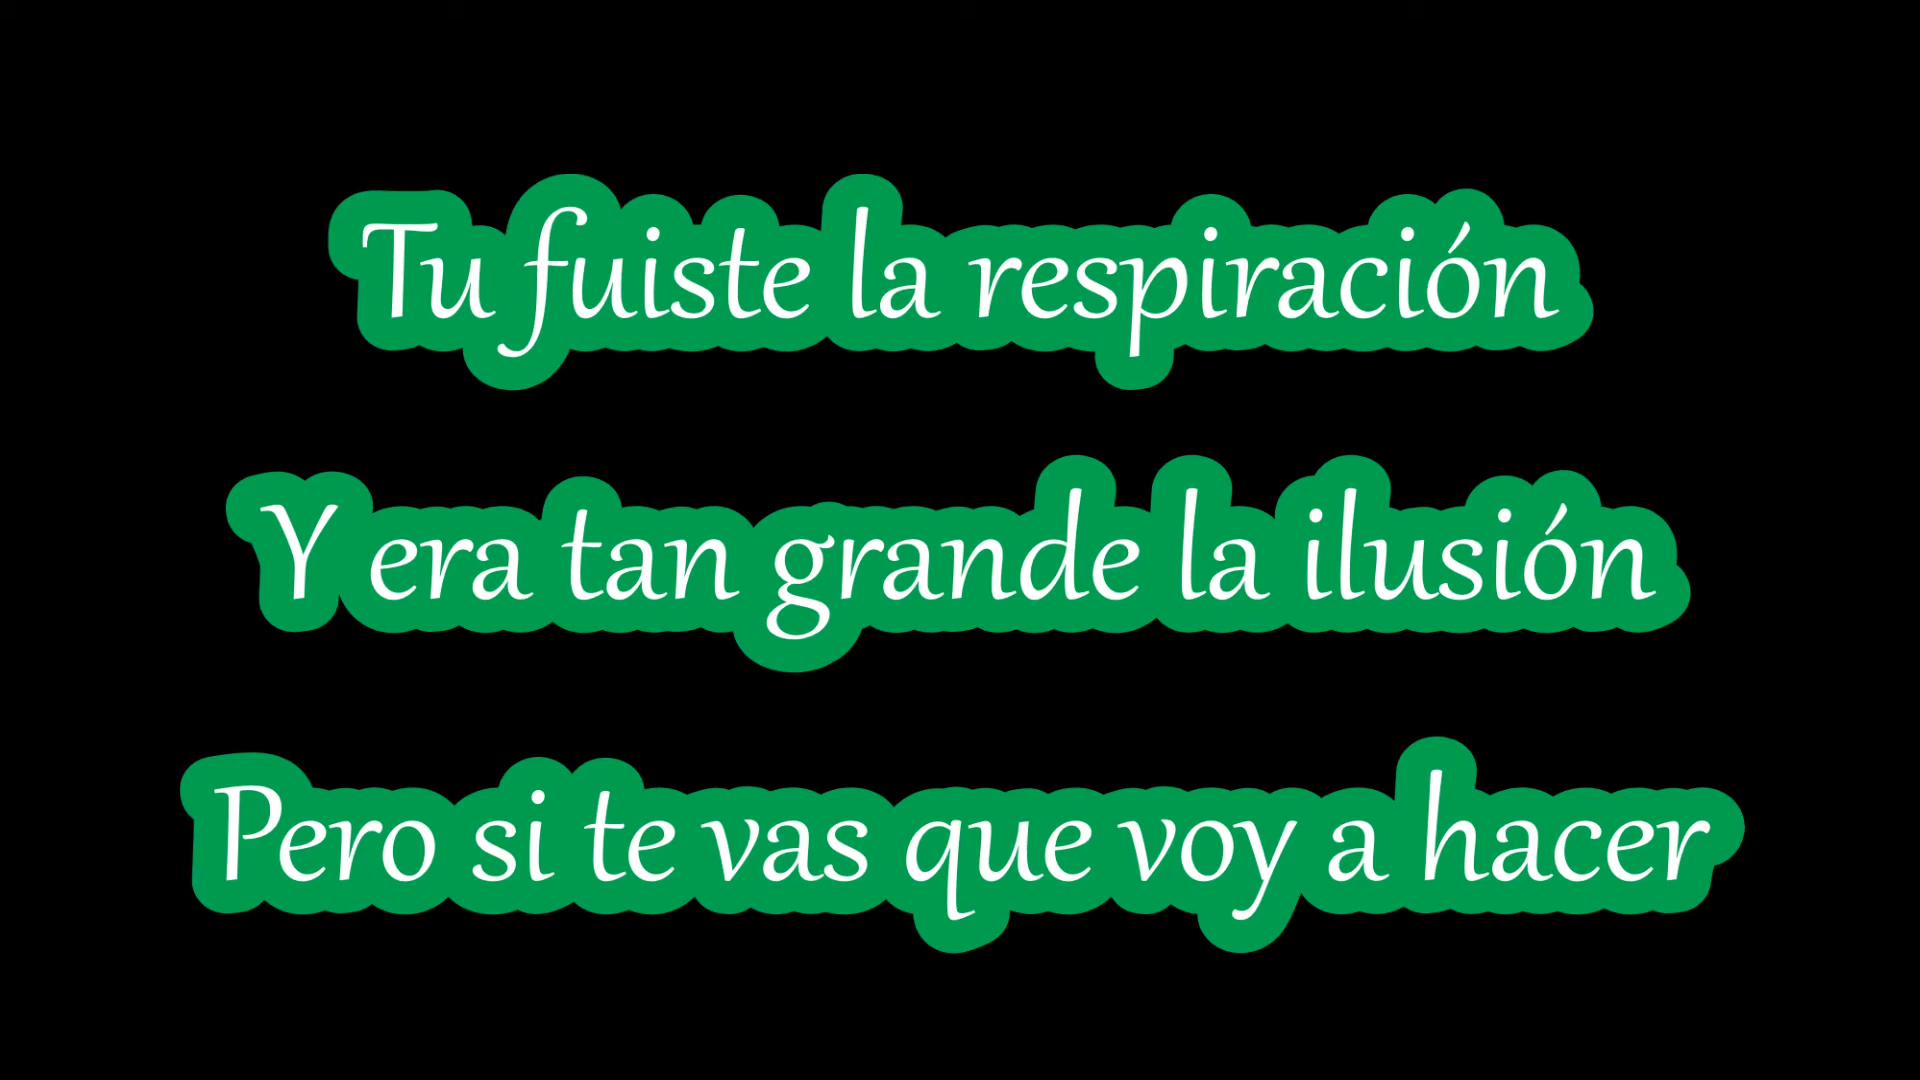 Tu fuiste la respiración
Y era tan grande la ilusión
Pero si te vas que voy a hacer